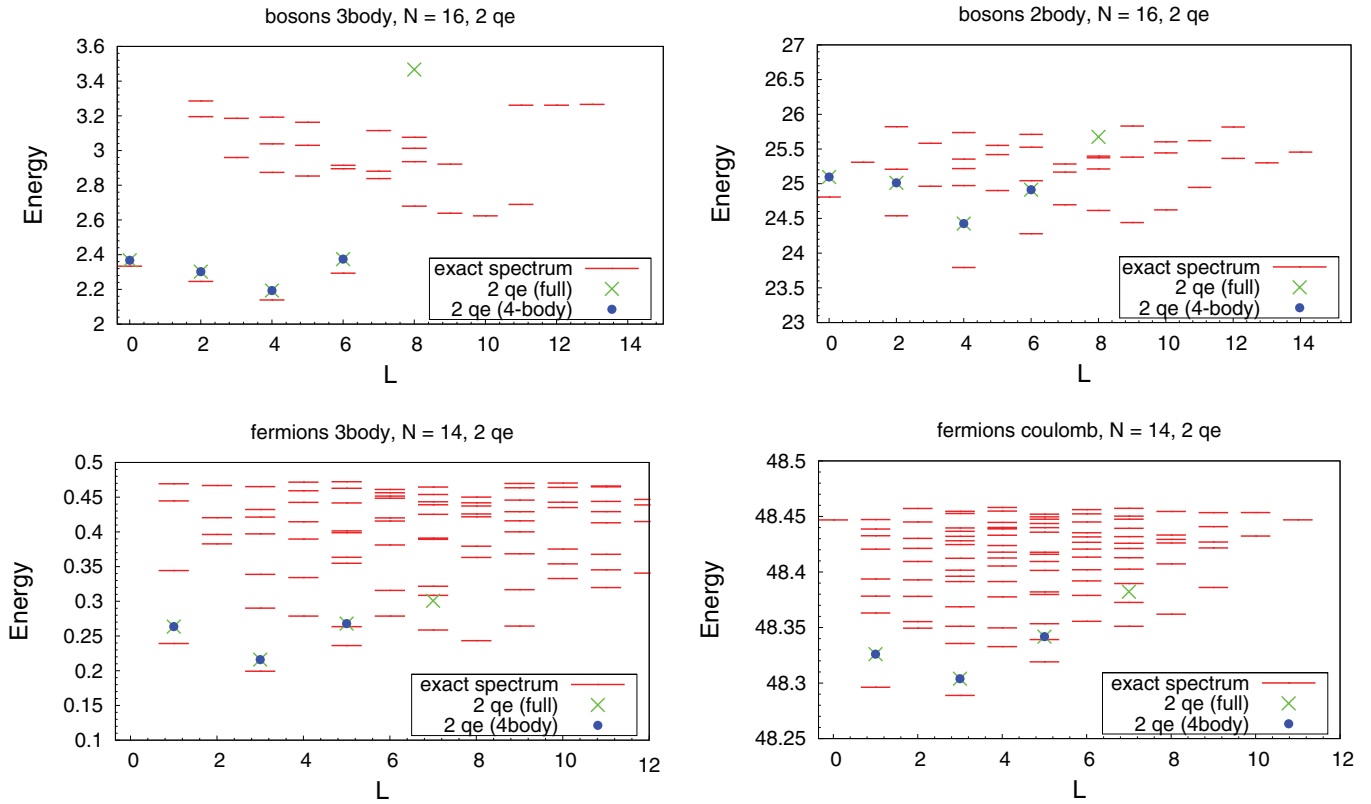 bosons 3body, N = 16, 2 qe
3.6
3.4
3.2
3
2.8
2.6
2.4
2.2
2
Energy
0 2 4 6 8 10 12 14
L
exact spectrum
2 qe (full)
2 qe (4-body)
bosons 2body, N = 16, 2 qe
27
26.5
26
25.5
25
24.5
24
23.5
23
Energy
0 2 4 6 8 10 12 14
L
exact spectrum
2 qe (full)
2 qe (4-body)
fermions 3body, N = 14, 2 qe
0.5
0.45
0.4
0.35
0.3
0.25
0.2
0.15
0.1
Energy
0 2 4 6 8 10 12
L
exact spectrum
2 qe (full)
2 qe (4body)
fermions coulomb, N = 14, 2 qe
48.5
48.45
48.4
48.35
48.3
48.25
Energy
0 2 4 6 8 10 12
L
exact spectrum
2 qe (full)
2 qe (4body)